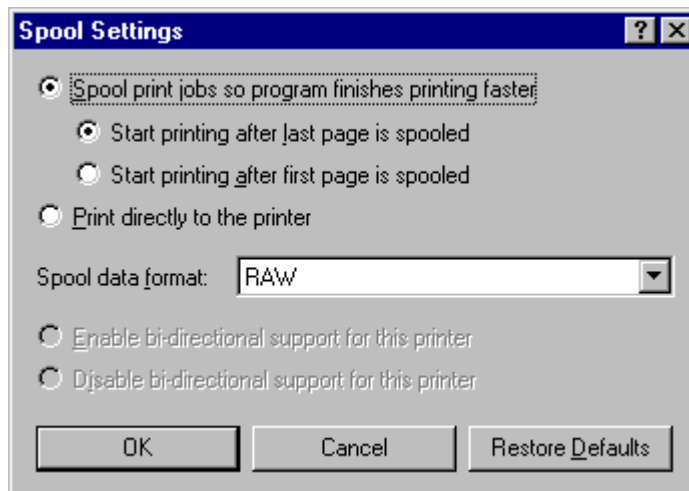 Spool Settings
Spool print jobs so program finishes printing faster
Start printing after last page is spooled
Start printing after first page is spooled
Print directly to the printer
Spool data format: RAW
Enable bi-directional support for this printer
Disable bi-directional support for this printer
OK Cancel Restore Defaults